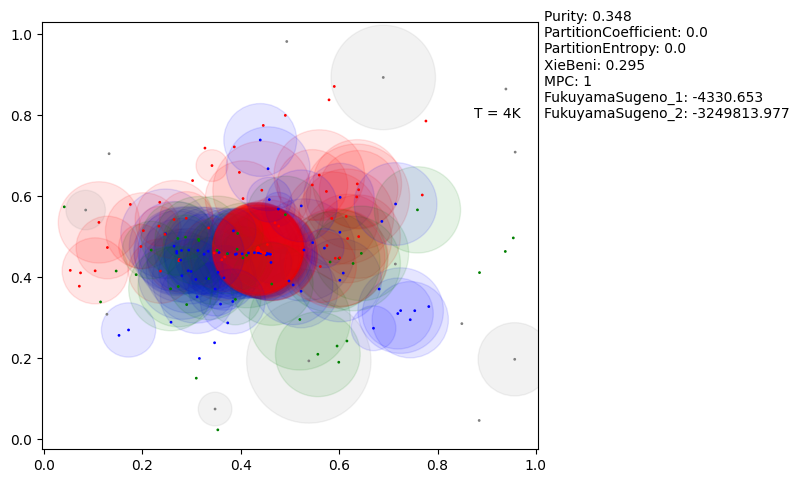 Purity: 0.348
PartitionCoefficient: 0.0
PartitionEntropy: 0.0
XieBeni: 0.295
MPC: 1
FukuyamaSugeno_1: -4330.653
FukuyamaSugeno_2: -3249813.977
T = 4K
1.0
0.8
0.6
0.4
0.2
0.0
0.0 0.2 0.4 0.6 0.8 1.0